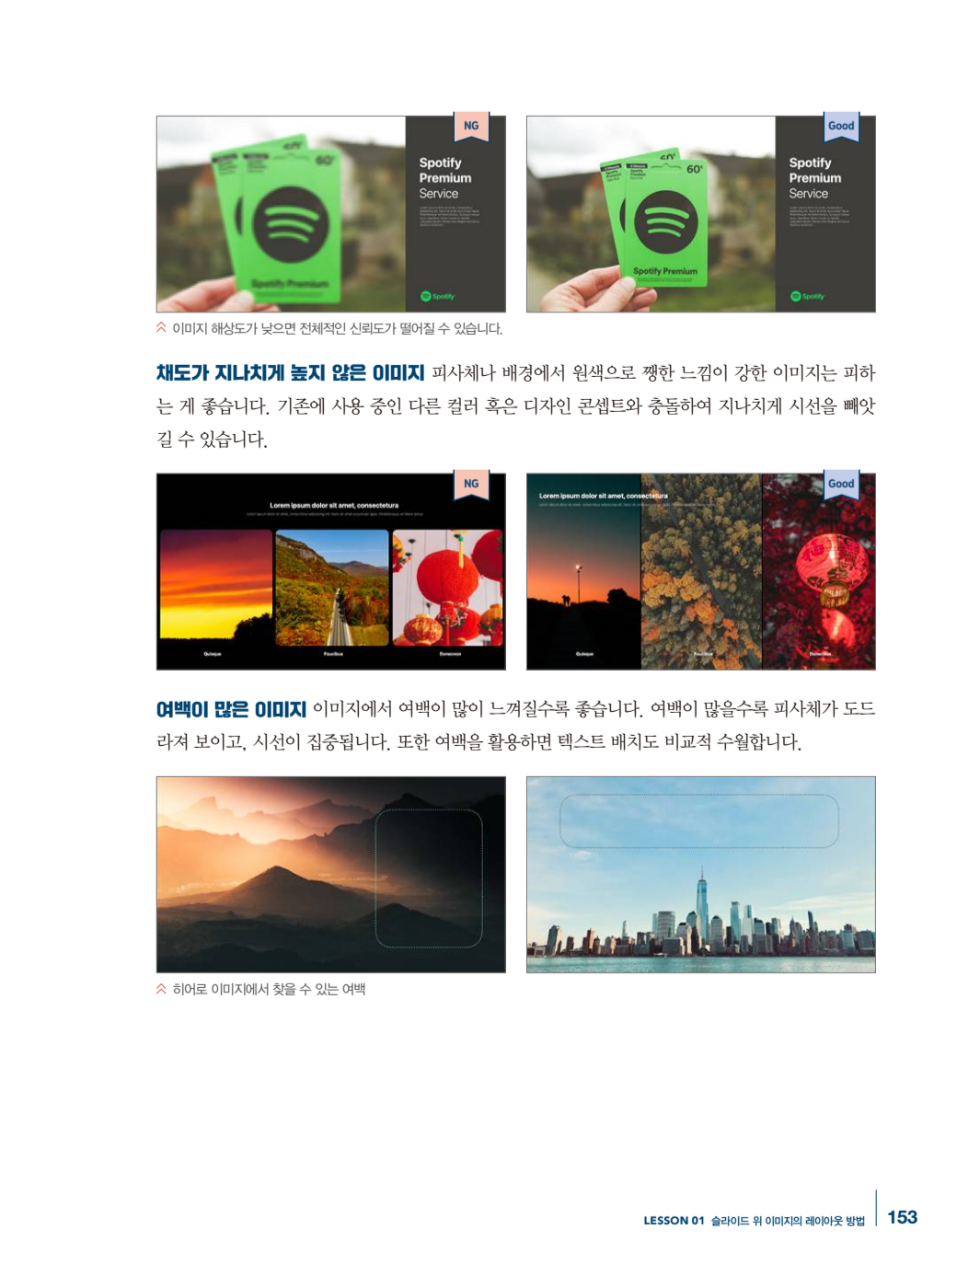 NG
60
Spotify Premium
Spotify
Premium
Service
Spotify
Good
60
Spotify Premium
Spotify
Premium
Service
Spotify
이미지 해상도가 낮으면 전체적인 신뢰도가 떨어질 수 있습니다.
채도가 지나치게 높지 않은 이미지 피사체나 배경에서 원색으로 쨍한 느낌이 강한 이미지는 피하
는 게 좋습니다. 기존에 사용 중인 다른 컬러 혹은 디자인 콘셉트와 충돌하여 지나치게 시선을 빼앗
길 수 있습니다.
NG
Lorem ipsum dolor sit amet, consectetura
Quisque
Faucibus
Good
Lorem ipsum dolor sit amet, consectetura
Quisque
Faucibus
여백이 많은 이미지 이미지에서 여백이 많이 느껴질수록 좋습니다. 여백이 많을수록 피사체가 도드
라져 보이고, 시선이 집중됩니다. 또한 여백을 활용하면 텍스트 배치도 비교적 수월합니다.
히어로 이미지에서 찾을 수 있는 여백
LESSON 01 슬라이드 위 이미지의 레이아웃 방법
153